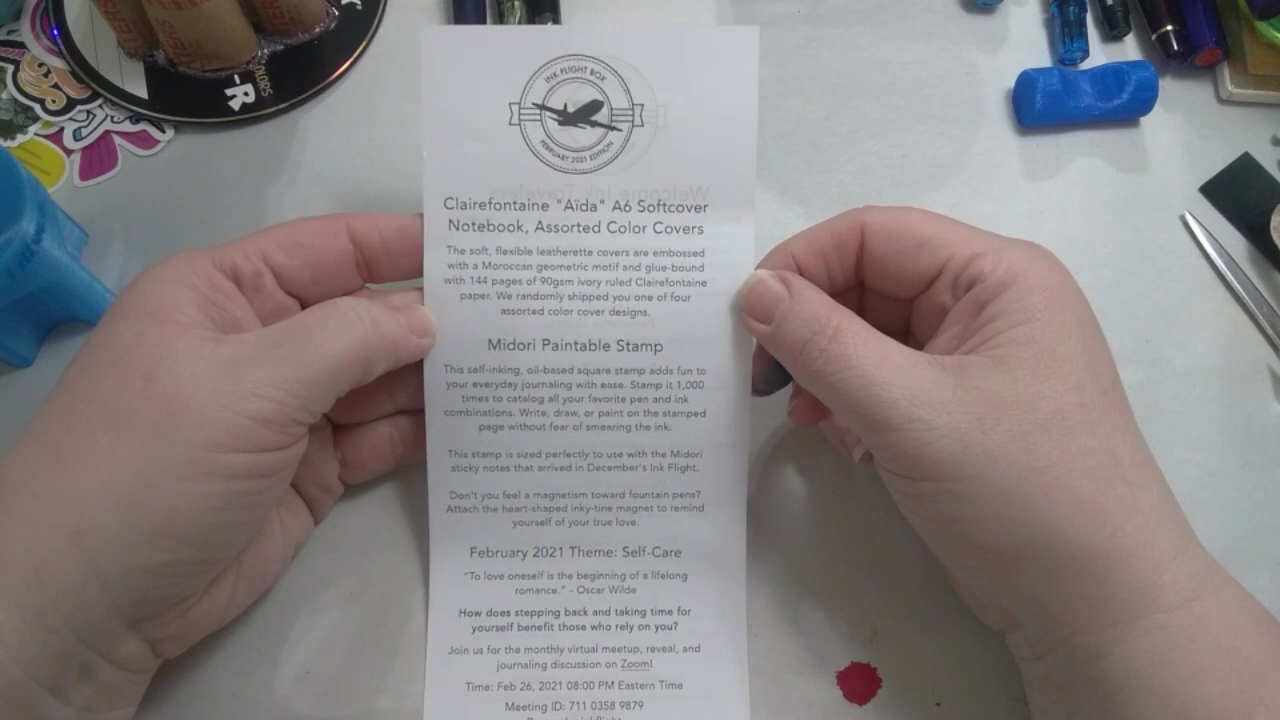 INK FLIGHT BOX
FEBRUARY 2021 EDITION
Clairefontaine "Aïda" A6 Softcover
Notebook, Assorted Color Covers
The soft, flexible leatherette covers are embossed
with a Moroccan geometric motif and glue-bound
with 144 pages of 90gsm ivory ruled Clairefontaine
paper. We randomly shipped you one of four
assorted color cover designs.
Midori Paintable Stamp
This self-inking, oil-based square stamp adds fun to
your everyday journaling with ease. Stamp it 1,000
times to catalog all your favorite pen and ink
combinations. Write, draw, or paint on the stamped
page without fear of smearing the ink.
This stamp is sized perfectly to use with the Midori
sticky notes that arrived in December's Ink Flight.
Don't you feel a magnetism toward fountain pens?
Attach the heart-shaped inky-tine magnet to remind
yourself of your true love.
February 2021 Theme: Self-Care
"To love oneself is the beginning of a lifelong
romance." - Oscar Wilde
How does stepping back and taking time for
yourself benefit those who rely on you?
Join us for the monthly virtual meetup, reveal, and
journaling discussion on Zoom!
Time: Feb 26, 2021 08:00 PM Eastern Time
Meeting ID: 711 0358 9879
-R